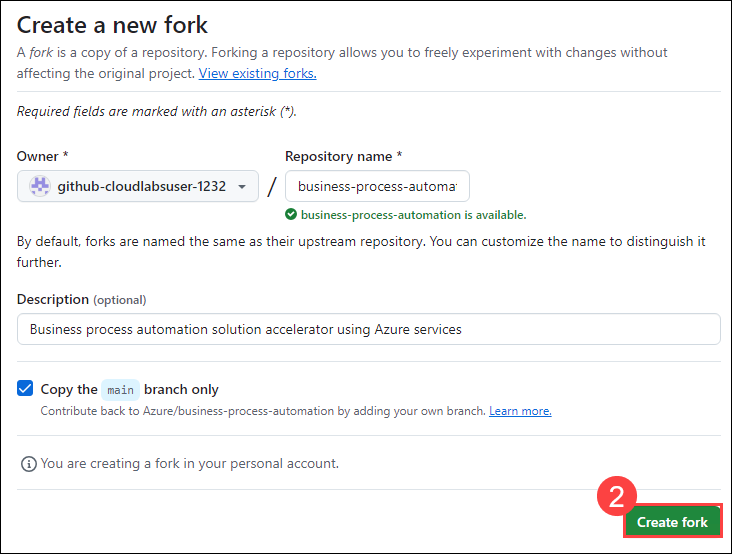 Create a new fork
A fork is a copy of a repository. Forking a repository allows you to freely experiment with changes without
affecting the original project. View existing forks.
Required fields are marked with an asterisk (*).
Owner *
Repository name *
github-cloudlabsuser-1232
/
business-process-automat
business-process-automation is available.
By default, forks are named the same as their upstream repository. You can customize the name to distinguish it
further.
Description (optional)
Business process automation solution accelerator using Azure services
Copy the main branch only
Contribute back to Azure/business-process-automation by adding your own branch. Learn more.
You are creating a fork in your personal account.
2
Create fork